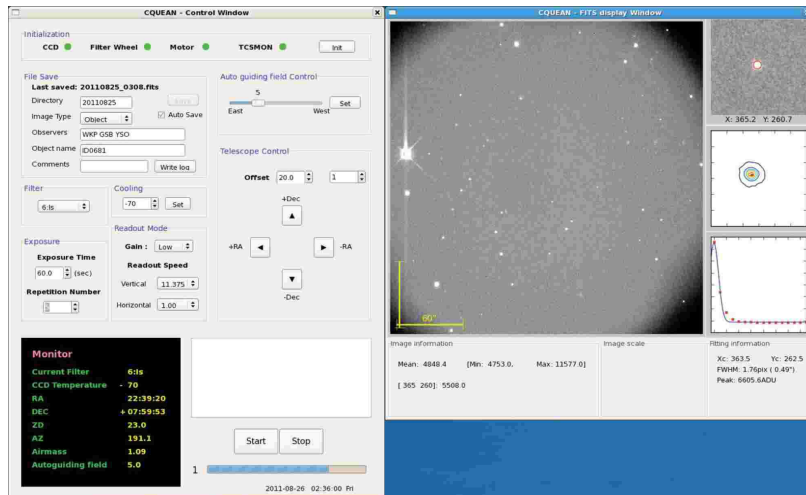 CQUEAN - Control Window
Initialization
CCD Filter Wheel Motor TCSMON Init
File Save
Last saved: 20110825_0308.fits
Directory 20110825
Image Type Object Auto Save
Observers WKP GSB YSO
Object name ID0681
Comments Write log
Auto guiding field Control
5
East West Set
Telescope Control
Offset 20.0 1
+Dec
+RA -RA
-Dec
Filter
6:Is
Cooling
-70 Set
Exposure
Exposure Time
60.0 (sec)
Repetition Number
Readout Mode
Gain : Low
Readout Speed
Vertical 11.375
Horizontal 1.00
Monitor
Current Filter 6:Is
CCD Temperature - 70
RA 22:39:20
DEC +07:59:53
ZD 23.0
AZ 191.1
Airmass 1.09
Autoguiding field 5.0
Start Stop
1
2011-08-26 02:36:00 Fri
CQUEAN - FITS display Window
60"
X: 365.2 Y: 260.7
Image information
Mean: 4848.4 [Min: 4753.0, Max: 11577.0]
[ 365 260]: 5508.0
Image scale
Fitting information
Xc: 363.5 Yc: 262.5
FWHM: 1.76pix ( 0.49")
Peak: 6605.6ADU